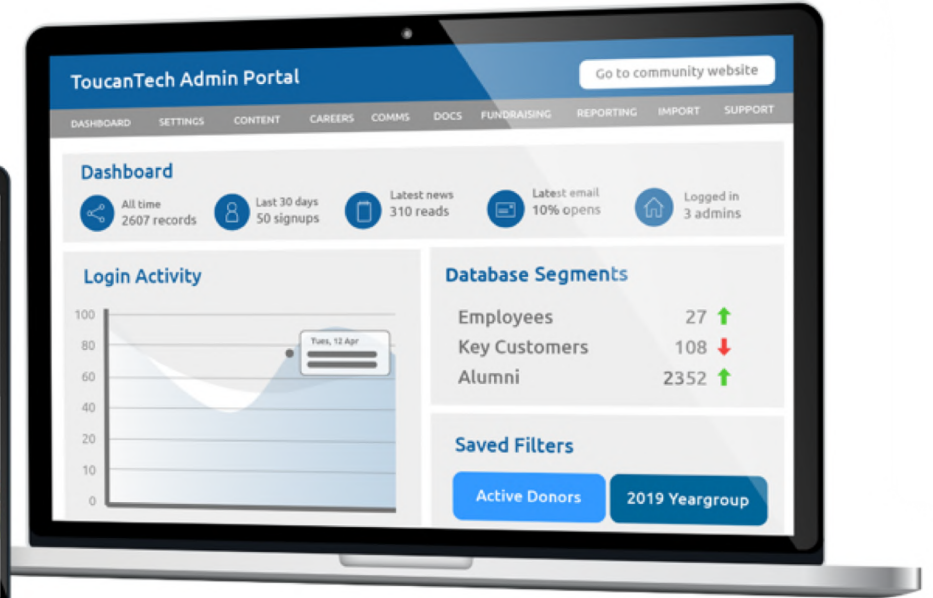 ToucanTech Admin Portal
Go to community website
DASHBOARD SETTINGS CONTENT CAREERS COMMS DOCS FUNDRAISING REPORTING IMPORT SUPPORT
Dashboard
All time
2607 records
Last 30 days
50 signups
Latest news
310 reads
Latest email
10% opens
Logged in
3 admins
Login Activity
100
80
60
40
20
10
0
Tues, 12 Apr
Database Segments
Employees 27
Key Customers 108
Alumni 2352
Saved Filters
Active Donors
2019 Yeargroup